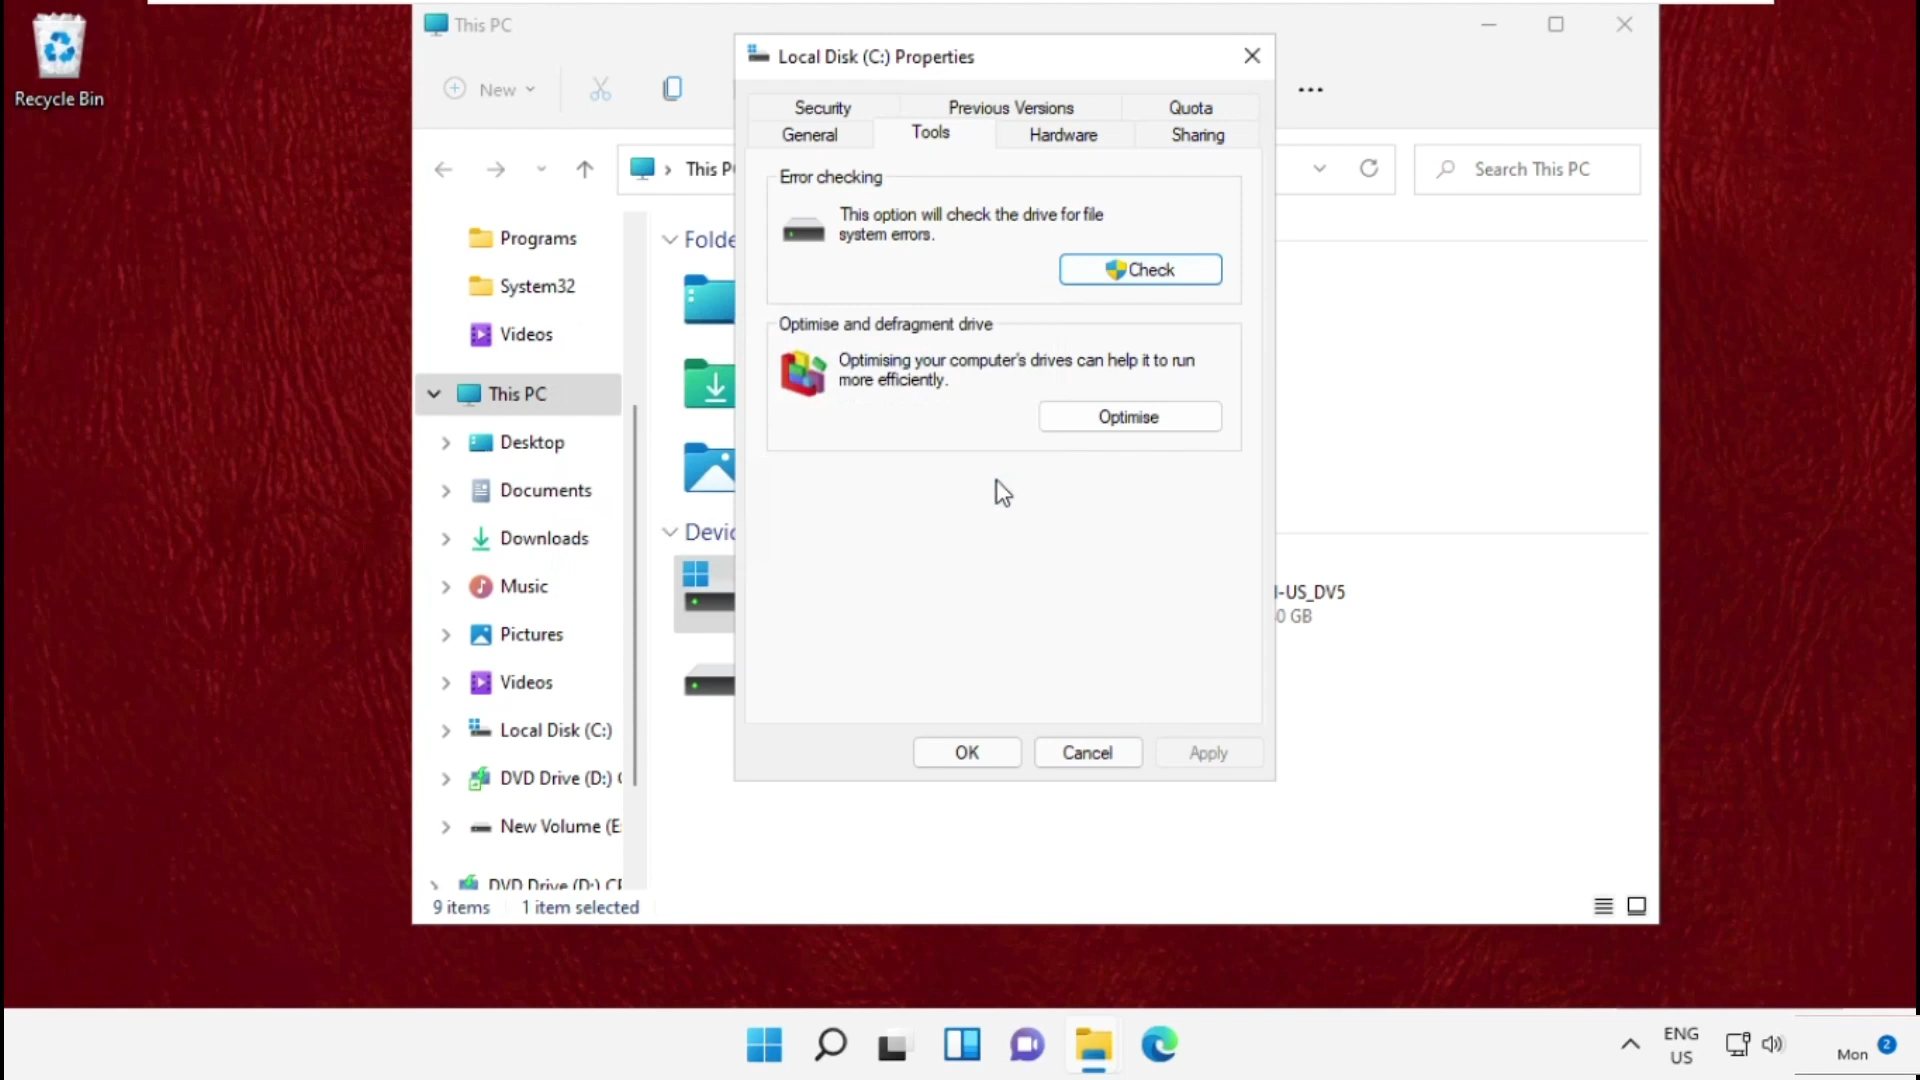 Recycle Bin
This PC
New
This P
Search This PC
Programs
System32
Videos
This PC
Desktop
Documents
Downloads
Music
Pictures
Videos
Local Disk (C:)
DVD Drive (D:)
New Volume (E
DVD Drive (D:)
9 items 1 item selected
Folde
Devic
-US_DV5
0 GB
Local Disk (C:) Properties
Security Previous Versions Quota
General Tools Hardware Sharing
Error checking
This option will check the drive for file
system errors.
Check
Optimise and defragment drive
Optimising your computer's drives can help it to run
more efficiently.
Optimise
OK Cancel Apply
ENG
US
Mon
2